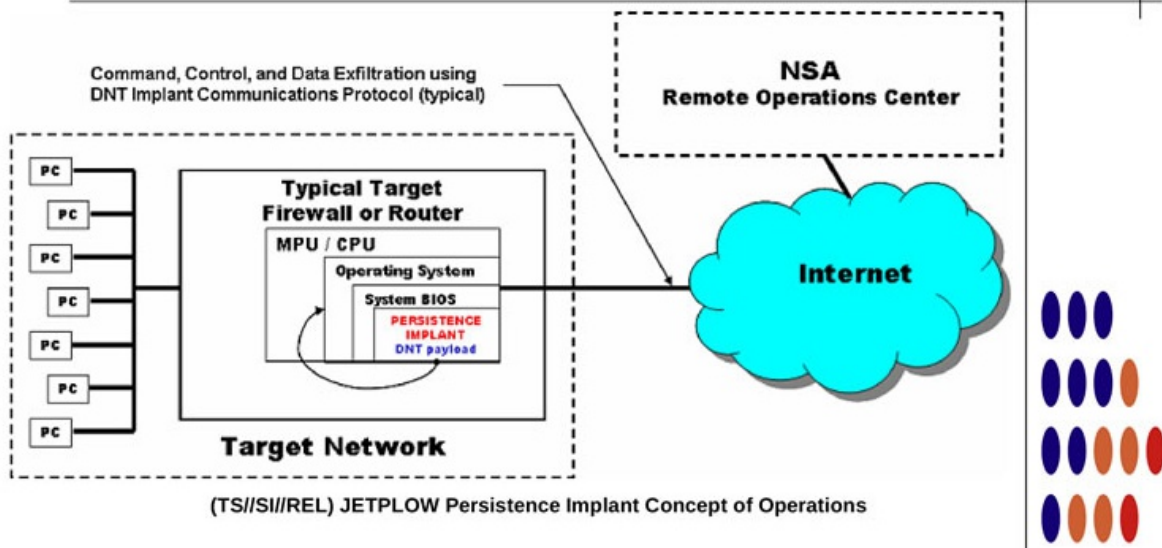 Command, Control, and Data Exfiltration using
DNT Implant Communications Protocol (typical)
NSA
Remote Operations Center
PC
PC
PC
PC
PC
PC
PC
Typical Target
Firewall or Router
MPU / CPU
Operating System
System BIOS
PERSISTENCE
IMPLANT
DNT payload
Internet
Target Network
(TS//SI//REL) JETPLOW Persistence Implant Concept of Operations